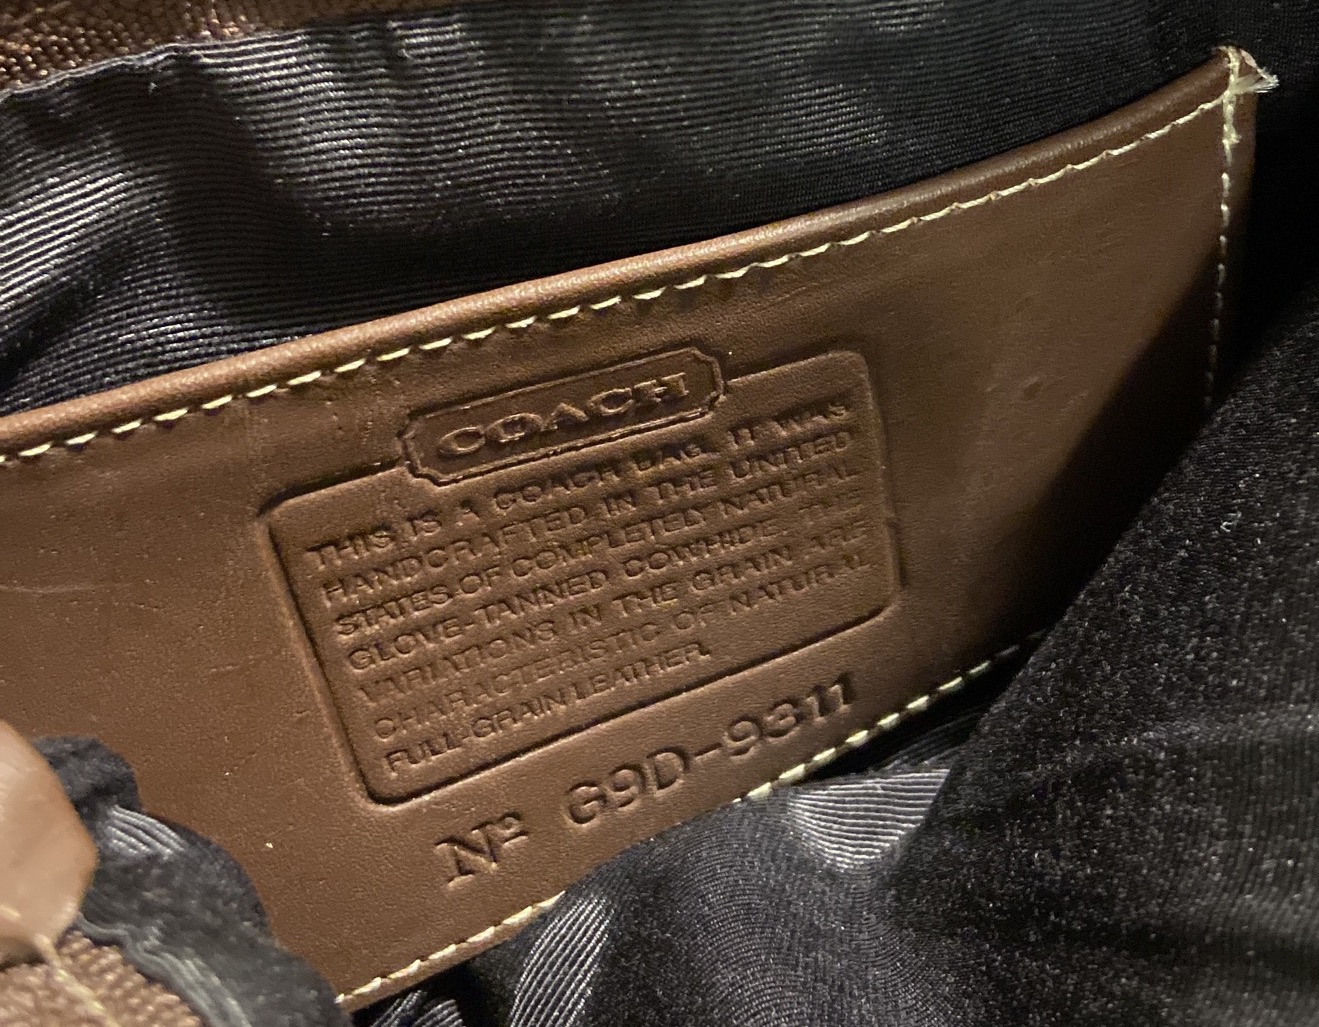 COACH
THIS IS A COACH BAG. IT WAS
HANDCRAFTED IN THE UNITED
STATES OF COMPLETELY NATURAL
GLOVE-TANNED COWHIDE. THE
VARIATIONS IN THE GRAIN ARE
CHARACTERISTIC OF NATURAL
FULL-GRAIN LEATHER.
Nº G9D-9311